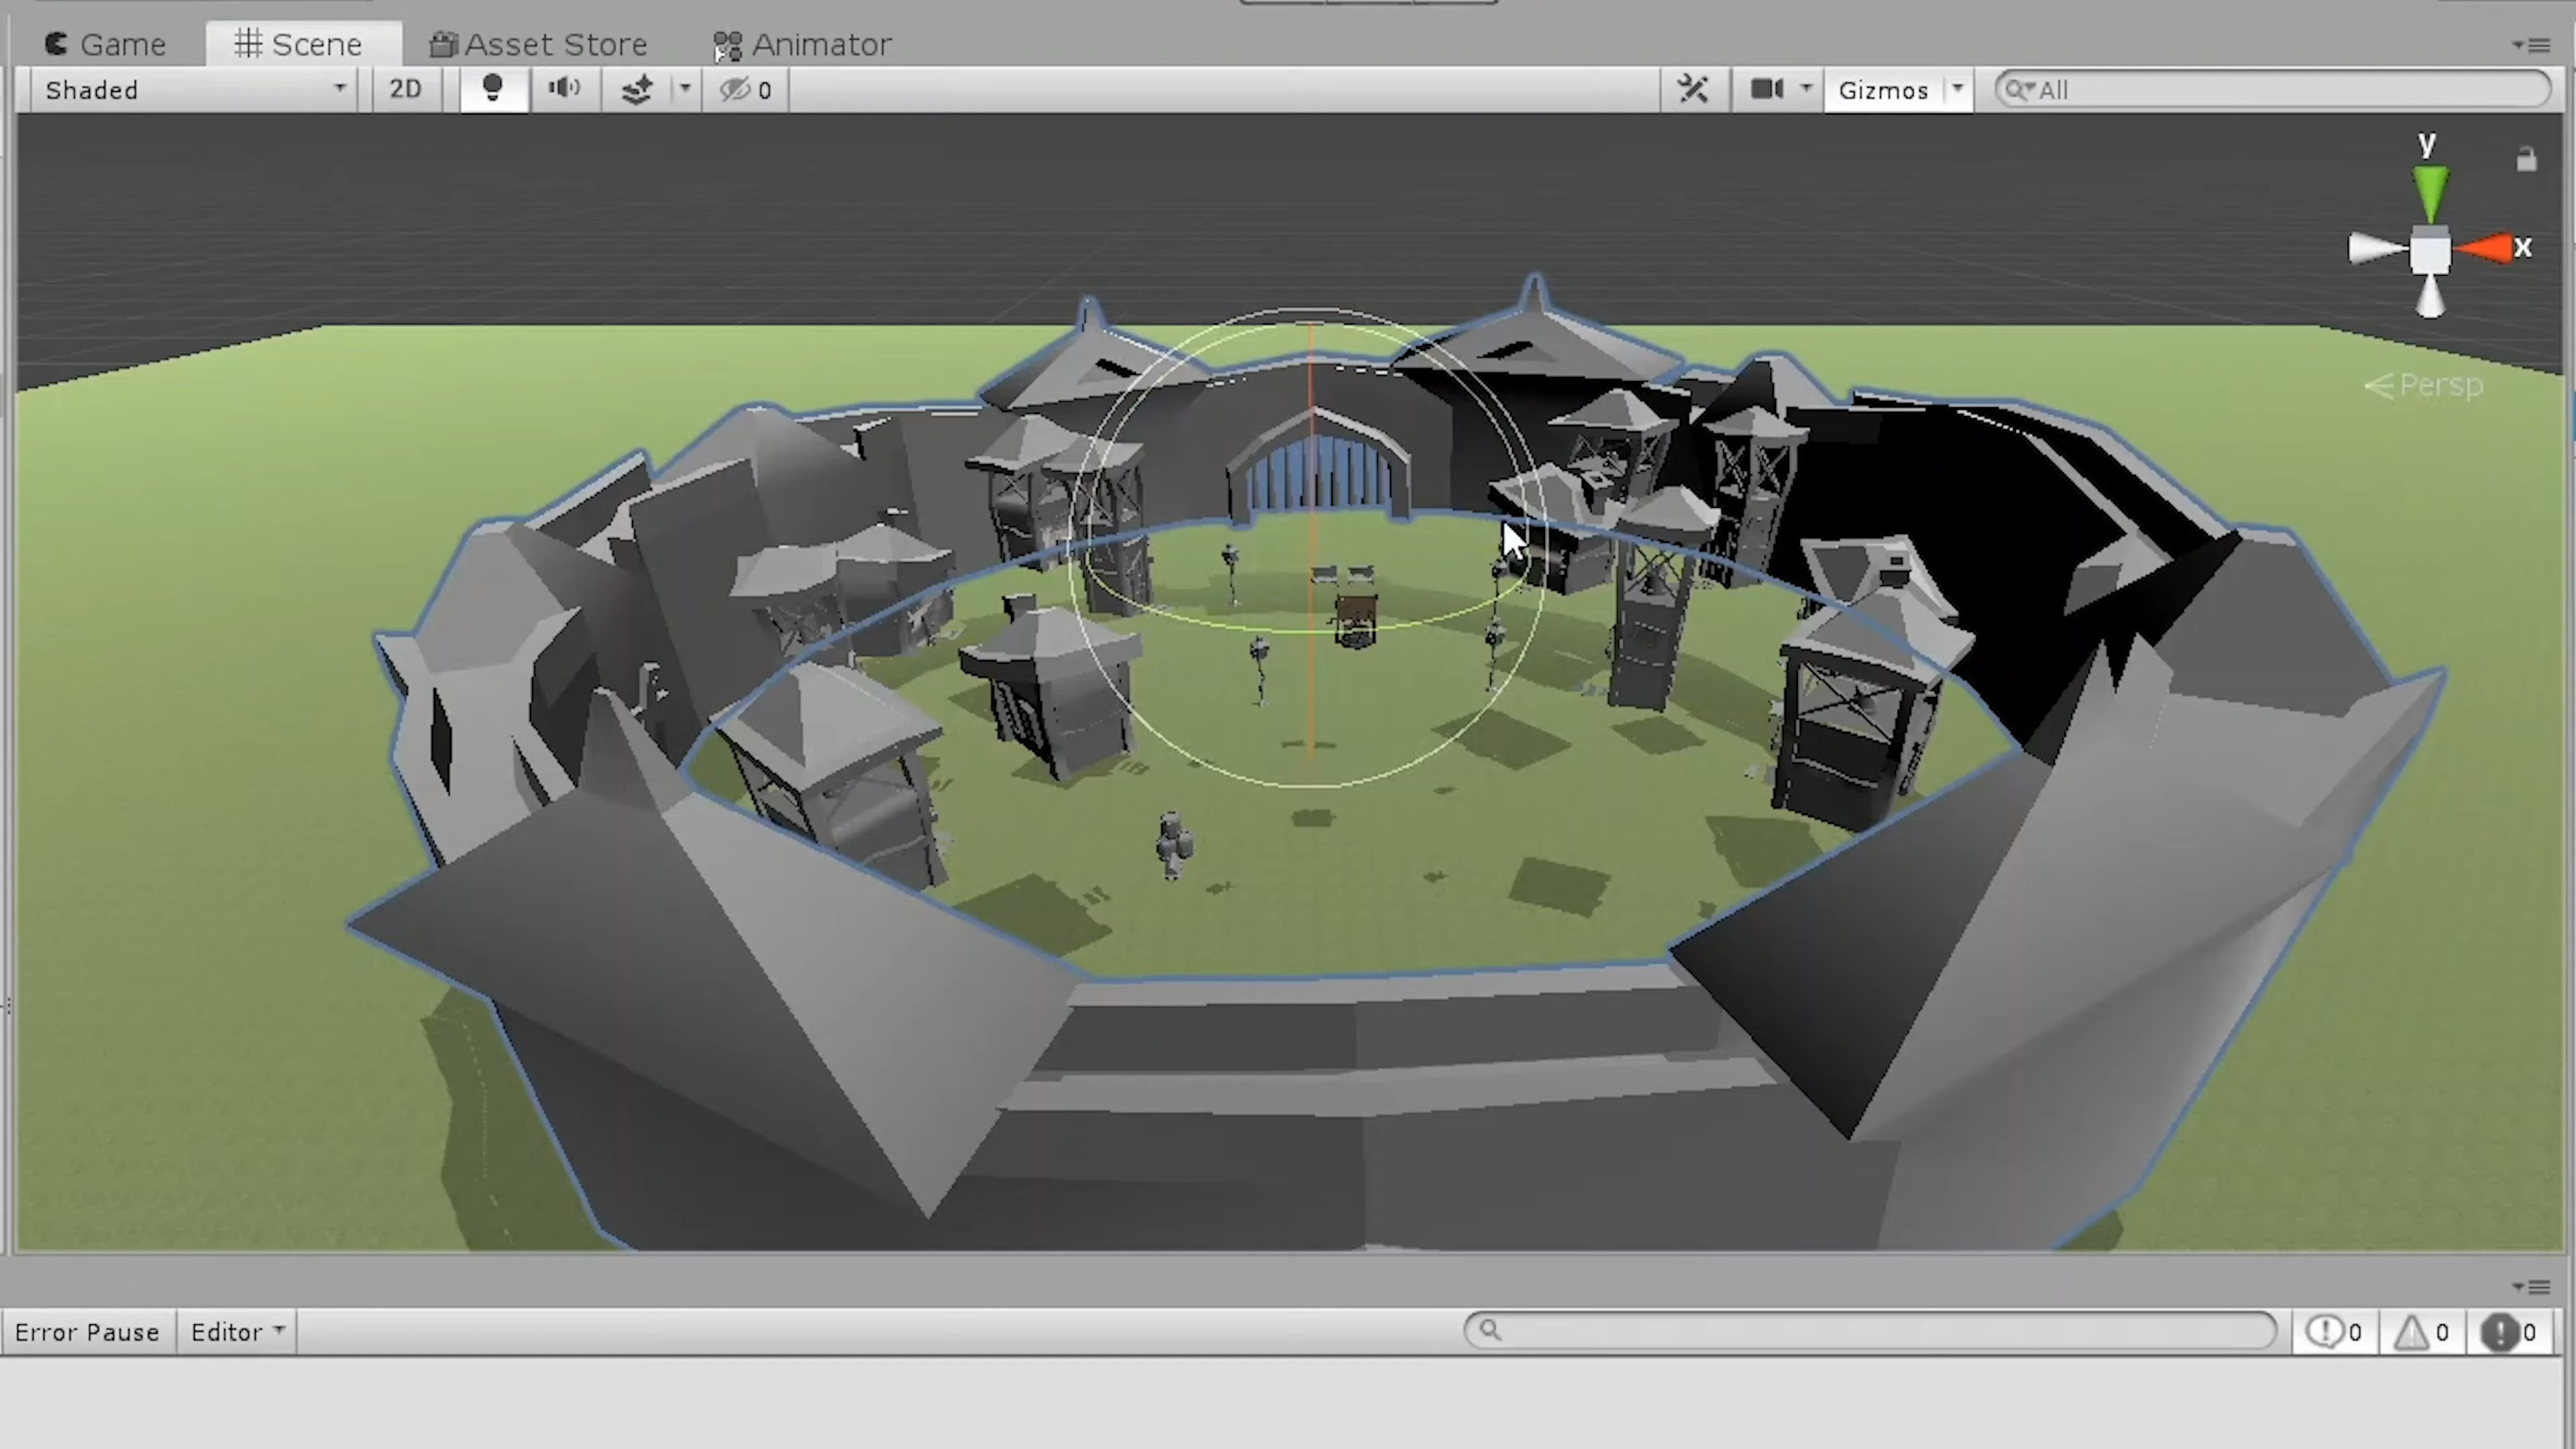 Game Scene Asset Store Animator
Shaded 2D 0 Gizmos All
y
x
Persp
Error Pause Editor 0 0 0